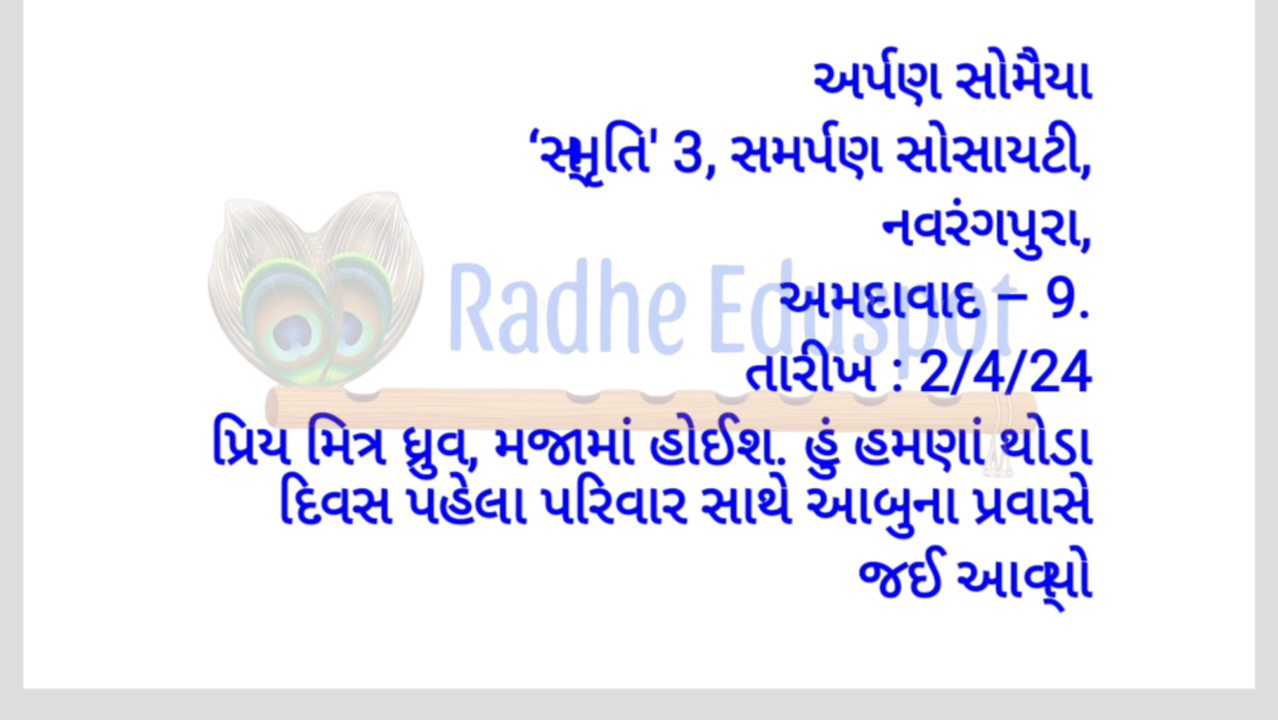 અર્પણ સોમૈયા
‘સ્મૃતિ' 3, સમર્પણ સોસાયટી,
નવરંગપુરા,
Radhe Eduspot
અમદાવાદ – 9.
તારીખ : 2/4/24
પ્રિય મિત્ર ધ્રુવ, મજામાં હોઈશ. હું હમણાં થોડા
દિવસ પહેલા પરિવાર સાથે આબુના પ્રવાસે
જઈ આવ્યો